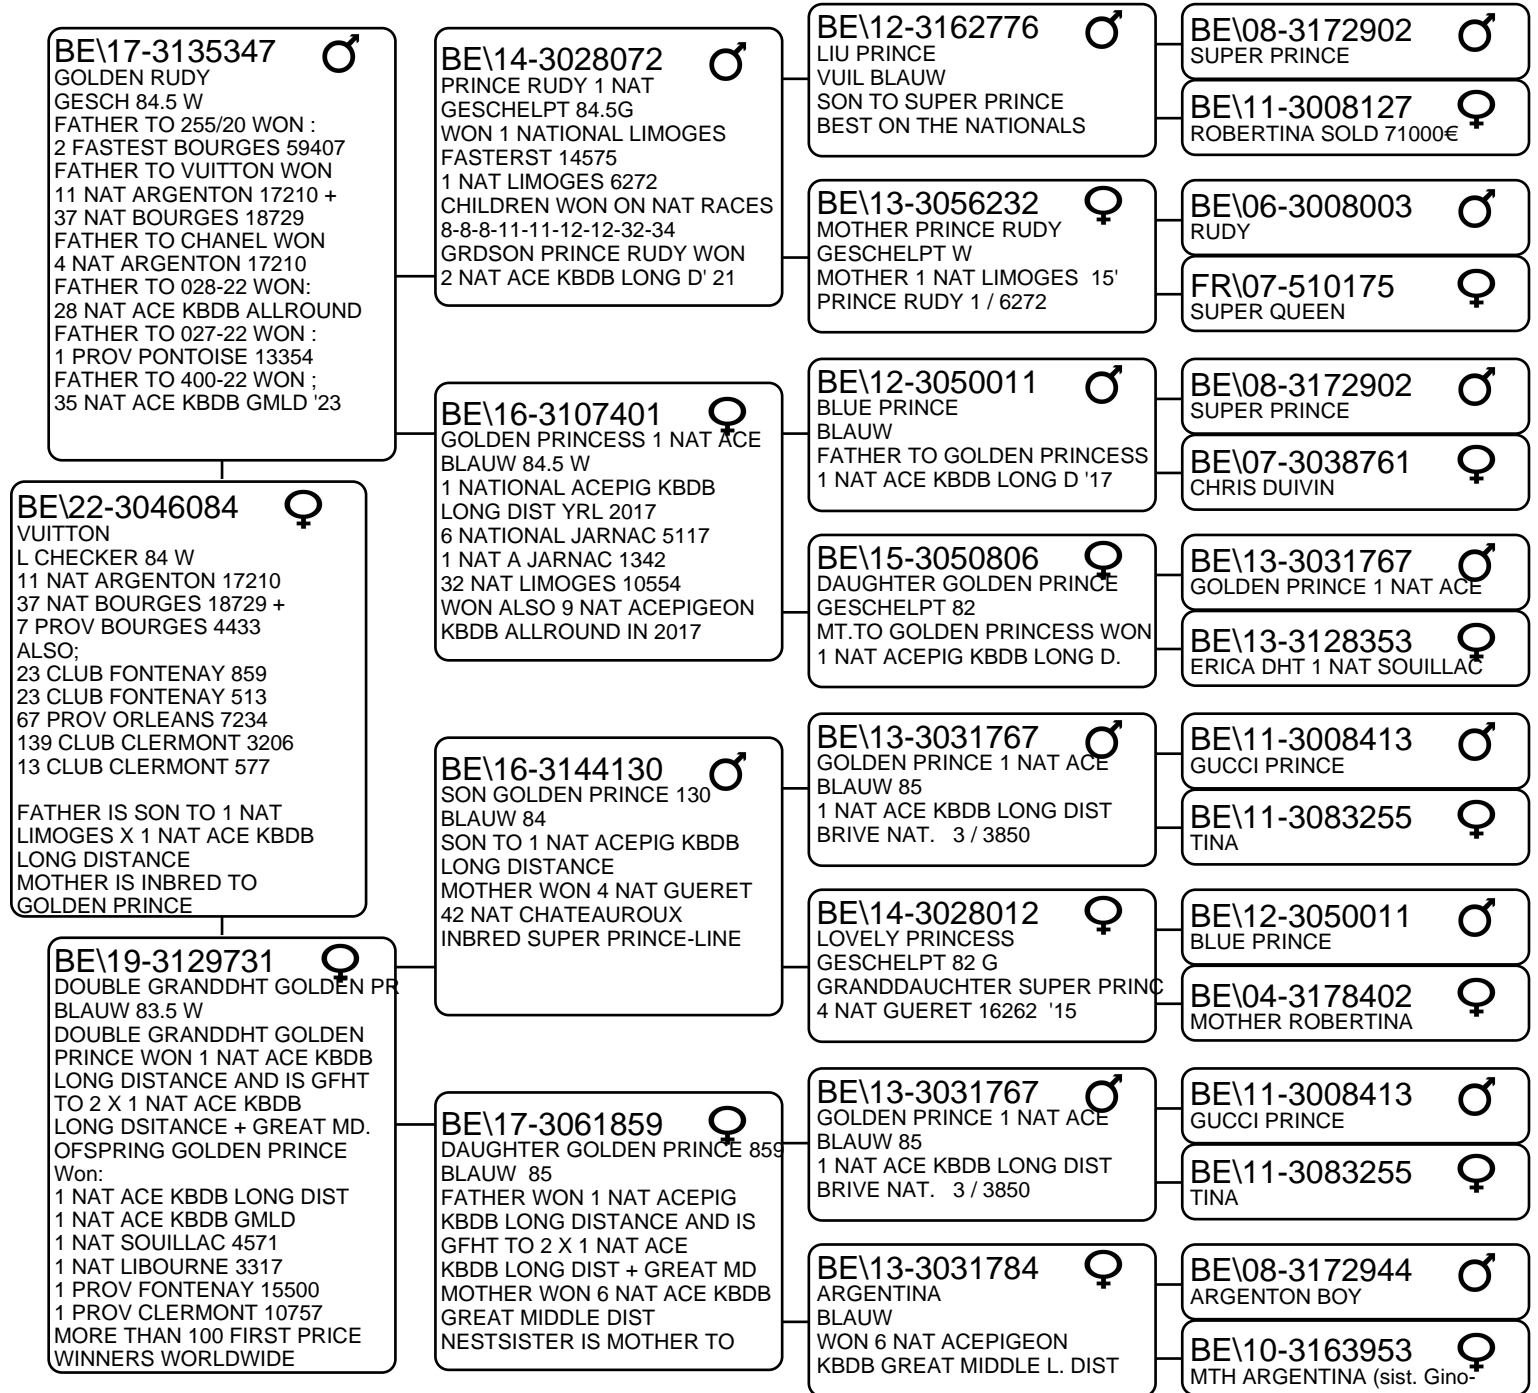 BE\17-3135347
GOLDEN RUDY
GESCH 84.5 W
FATHER TO 255/20 WON :
2 FASTEST BOURGES 59407
FATHER TO VUITTON WON
11 NAT ARGENTON 17210 +
37 NAT BOURGES 18729
FATHER TO CHANEL WON
4 NAT ARGENTON 17210
FATHER TO 028-22 WON:
28 NAT ACE KBDB ALLROUND
FATHER TO 027-22 WON :
1 PROV PONTOISE 13354
FATHER TO 400-22 WON ;
35 NAT ACE KBDB GMLD '23
BE\22-3046084
VUITTON
L CHECKER 84 W
11 NAT ARGENTON 17210
37 NAT BOURGES 18729 +
7 PROV BOURGES 4433
ALSO;
23 CLUB FONTENAY 859
23 CLUB FONTENAY 513
67 PROV ORLEANS 7234
139 CLUB CLERMONT 3206
13 CLUB CLERMONT 577
FATHER IS SON TO 1 NAT
LIMOGES X 1 NAT ACE KBDB
LONG DISTANCE
MOTHER IS INBRED TO
GOLDEN PRINCE
BE\19-3129731
DOUBLE GRANDDHT GOLDEN PR
BLAUW 83.5 W
DOUBLE GRANDDHT GOLDEN
PRINCE WON 1 NAT ACE KBDB
LONG DISTANCE AND IS GFHT
TO 2 X 1 NAT ACE KBDB
LONG DSITANCE + GREAT MD.
OFSPRING GOLDEN PRINCE
Won:
1 NAT ACE KBDB LONG DIST
1 NAT ACE KBDB GMLD
1 NAT SOUILLAC 4571
1 NAT LIBOURNE 3317
1 PROV FONTENAY 15500
1 PROV CLERMONT 10757
MORE THAN 100 FIRST PRICE
WINNERS WORLDWIDE
BE\14-3028072
PRINCE RUDY 1 NAT
GESCHELPT 84.5G
WON 1 NATIONAL LIMOGES
FASTERST 14575
1 NAT LIMOGES 6272
CHILDREN WON ON NAT RACES
8-8-8-11-11-12-12-32-34
GRDSON PRINCE RUDY WON
2 NAT ACE KBDB LONG D' 21
BE\16-3107401
GOLDEN PRINCESS 1 NAT ACE
BLAUW 84.5 W
1 NATIONAL ACEPIG KBDB
LONG DIST YRL 2017
6 NATIONAL JARNAC 5117
1 NAT A JARNAC 1342
32 NAT LIMOGES 10554
WON ALSO 9 NAT ACEPIGEON
KBDB ALLROUND IN 2017
BE\16-3144130
SON GOLDEN PRINCE 130
BLAUW 84
SON TO 1 NAT ACEPIG KBDB
LONG DISTANCE
MOTHER WON 4 NAT GUERET
42 NAT CHATEAUROUX
INBRED SUPER PRINCE-LINE
BE\17-3061859
DAUGHTER GOLDEN PRINCE 859
BLAUW 85
FATHER WON 1 NAT ACEPIG
KBDB LONG DISTANCE AND IS
GFHT TO 2 X 1 NAT ACE
KBDB LONG DIST + GREAT MD
MOTHER WON 6 NAT ACE KBDB
GREAT MIDDLE DIST
NESTSISTER IS MOTHER TO
BE\12-3162776
LIU PRINCE
VUIL BLAUW
SON TO SUPER PRINCE
BEST ON THE NATIONALS
BE\13-3056232
MOTHER PRINCE RUDY
GESCHELPT W
MOTHER 1 NAT LIMOGES 15'
PRINCE RUDY 1 / 6272
BE\12-3050011
BLUE PRINCE
BLAUW
FATHER TO GOLDEN PRINCESS
1 NAT ACE KBDB LONG D '17
BE\15-3050806
DAUGHTER GOLDEN PRINCE
GESCHELPT 82
MT.TO GOLDEN PRINCESS WON
1 NAT ACEPIG KBDB LONG D.
BE\13-3031767
GOLDEN PRINCE 1 NAT ACE
BLAUW 85
1 NAT ACE KBDB LONG DIST
BRIVE NAT. 3 / 3850
BE\14-3028012
LOVELY PRINCESS
GESCHELPT 82 G
GRANDDAUCHTER SUPER PRINC
4 NAT GUERET 16262 '15
BE\13-3031767
GOLDEN PRINCE 1 NAT ACE
BLAUW 85
1 NAT ACE KBDB LONG DIST
BRIVE NAT. 3 / 3850
BE\13-3031784
ARGENTINA
BLAUW
WON 6 NAT ACEPIGEON
KBDB GREAT MIDDLE L. DIST
BE\08-3172902
SUPER PRINCE
BE\11-3008127
ROBERTINA SOLD 71000€
BE\06-3008003
RUDY
FR\07-510175
SUPER QUEEN
BE\08-3172902
SUPER PRINCE
BE\07-3038761
CHRIS DUIVIN
BE\13-3031767
GOLDEN PRINCE 1 NAT ACE
BE\13-3128353
ERICA DHT 1 NAT SOUILLAC
BE\11-3008413
GUCCI PRINCE
BE\11-3083255
TINA
BE\12-3050011
BLUE PRINCE
BE\04-3178402
MOTHER ROBERTINA
BE\11-3008413
GUCCI PRINCE
BE\11-3083255
TINA
BE\08-3172944
ARGENTON BOY
BE\10-3163953
MTH ARGENTINA (sist. Gino-